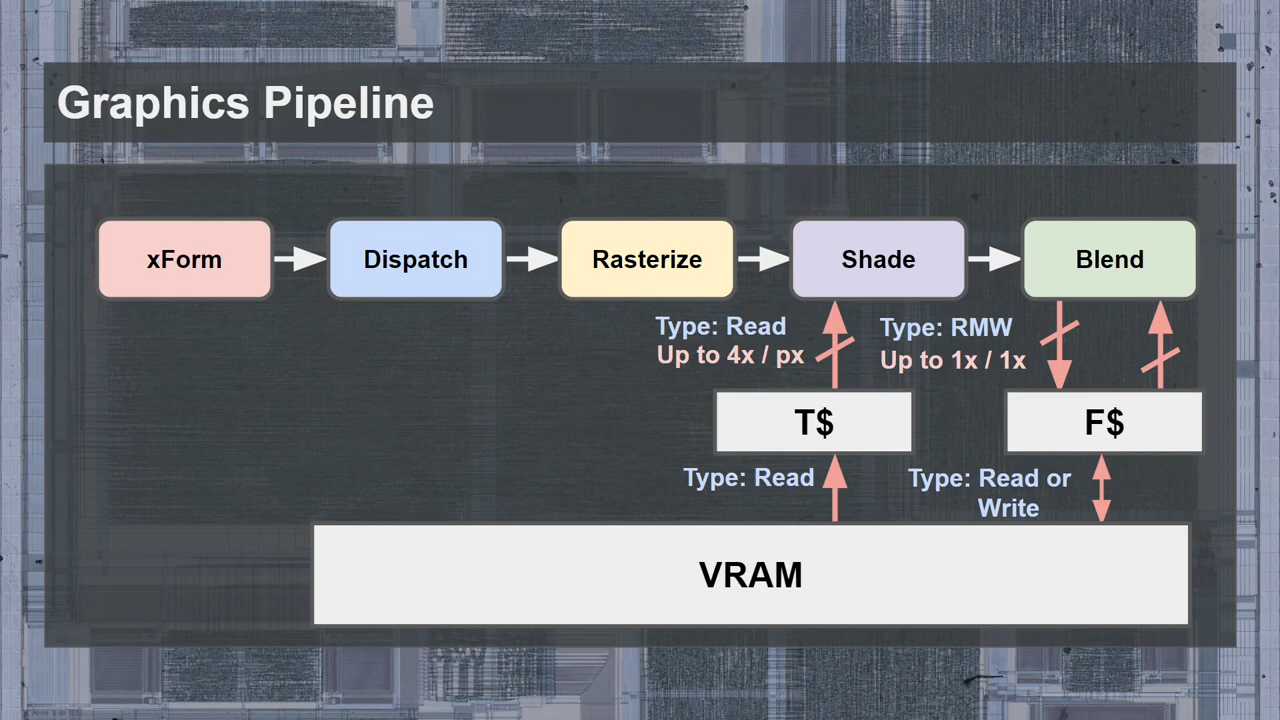 Graphics Pipeline
xForm
Dispatch
Rasterize
Shade
Blend
Type: Read
Up to 4x / px
Type: RMW
Up to 1x / 1x
T$
F$
Type: Read
Type: Read or
Write
VRAM